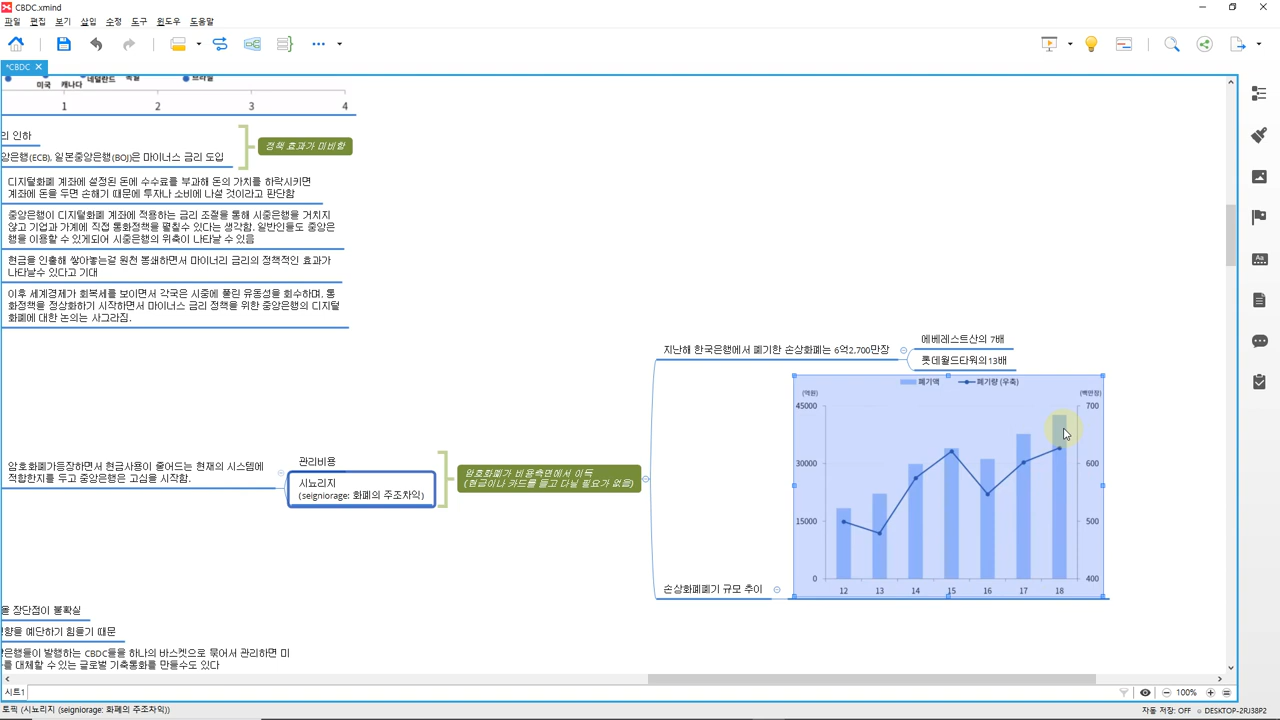 CBDC.xmind
파일 편집 보기 삽입 수정 도구 윈도우 도움말
*CBDC
미국 캐나다 네덜란드 독일 브라질
1 2 3 4
리 인하
앙은행(ECB), 일본중앙은행(BOJ)은 마이너스 금리 도입
정책 효과가 미비함
디지털화폐 계좌에 설정된 돈에 수수료를 부과해 돈의 가치를 하락시키면
계좌에 돈을 두면 손해기 때문에 투자나 소비에 나설 것이라고 판단함
중앙은행이 디지털화폐 계좌에 적용하는 금리 조절을 통해 시중은행을 거치지
않고 기업과 가계에 직접 통화정책을 펼칠수 있다는 생각함. 일반인들도 중앙은
행을 이용할 수 있게되어 시중은행의 위축이 나타날 수 있음
현금을 인출해 쌓아놓는걸 원천 봉쇄하면서 마이너리 금리의 정책적인 효과가
나타날수 있다고 기대
이후 세계경제가 회복세를 보이면서 각국은 시중에 풀린 유동성을 회수하며, 통
화정책을 정상화하기 시작하면서 마이너스 금리 정책을 위한 중앙은행의 디지털
화폐에 대한 논의는 사그라짐.
지난해 한국은행에서 폐기한 손상화폐는 6억2,700만장
에베레스트산의 7배
롯데월드타워의13배
폐기액 폐기량 (우축)
(억원) (백만장)
45000 700
30000 600
15000 500
0 400
12 13 14 15 16 17 18
암호화폐가등장하면서 현금사용이 줄어드는 현재의 시스템에
적합한지를 두고 중앙은행은 고심을 시작함.
관리비용
시뇨리지
(seigniorage: 화폐의 주조차익)
암호화폐가 비용측면에서 이득
(현금이나 카드를 들고 다닐 필요가 없음)
손상화폐폐기 규모 추이
을 장단점이 불확실
향을 예단하기 힘들기 때문
은행들이 발행하는 CBDC들을 하나의 바스켓으로 묶어서 관리하면 미
를 대체할 수 있는 글로벌 기축통화를 만들수도 있다
시트1
100%
토픽 (시뇨리지 (seigniorage: 화폐의 주조차익))
자동 저장: OFF DESKTOP-2RJ38P2